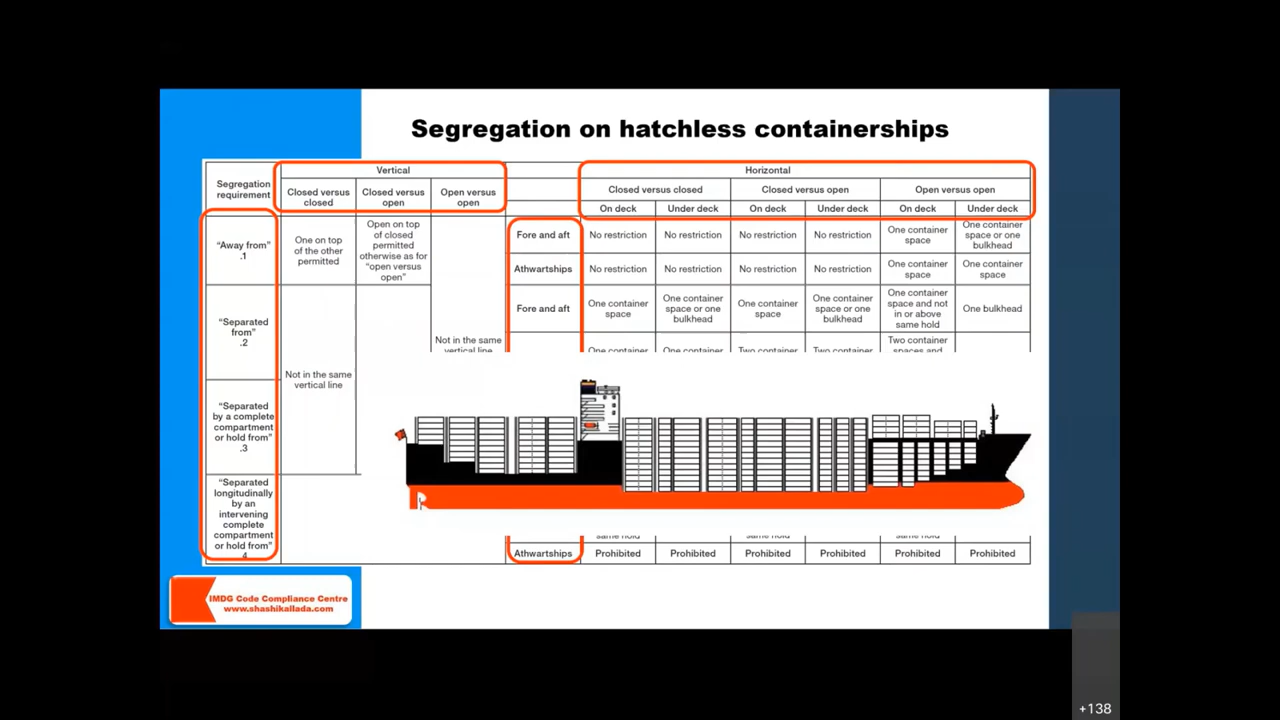 Segregation on hatchless containerships
Segregation
requirement
Vertical
Horizontal
Closed versus
closed
Closed versus
open
Open versus
open
Closed versus closed
Closed versus open
Open versus open
On deck
Under deck
On deck
Under deck
On deck
Under deck
“Away from”
.1
One on top
of the other
permitted
Open on top
of closed
permitted
otherwise as for
“open versus
open”
Fore and aft
No restriction
No restriction
No restriction
No restriction
One container
space
One container
space or one
bulkhead
Athwartships
No restriction
No restriction
No restriction
No restriction
One container
space
One container
space
“Separated
from”
.2
Not in the same
vertical line
Not in the same
vertical line
Fore and aft
One container
space
One container
space or one
bulkhead
One container
space
One container
space or one
bulkhead
One container
space and not
in or above
same hold
One bulkhead
One container
One container
Two container
Two container
Two container
spaces and
“Separated
by a complete
compartment
or hold from”
.3
“Separated
longitudinally
by an
intervening
complete
compartment
or hold from”
.4
same hold
same hold
same hold
Athwartships
Prohibited
Prohibited
Prohibited
Prohibited
Prohibited
Prohibited
IMDG Code Compliance Centre
www.shashikallada.com
+138